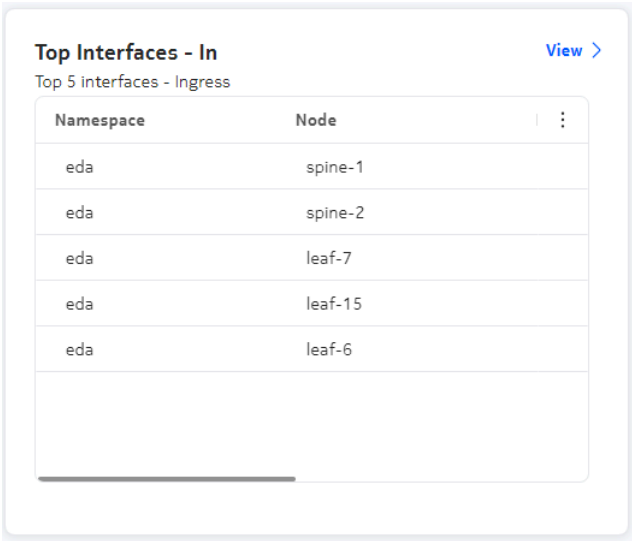 Top Interfaces - In View
Top 5 interfaces - Ingress
Namespace Node
eda spine-1
eda spine-2
eda leaf-7
eda leaf-15
eda leaf-6